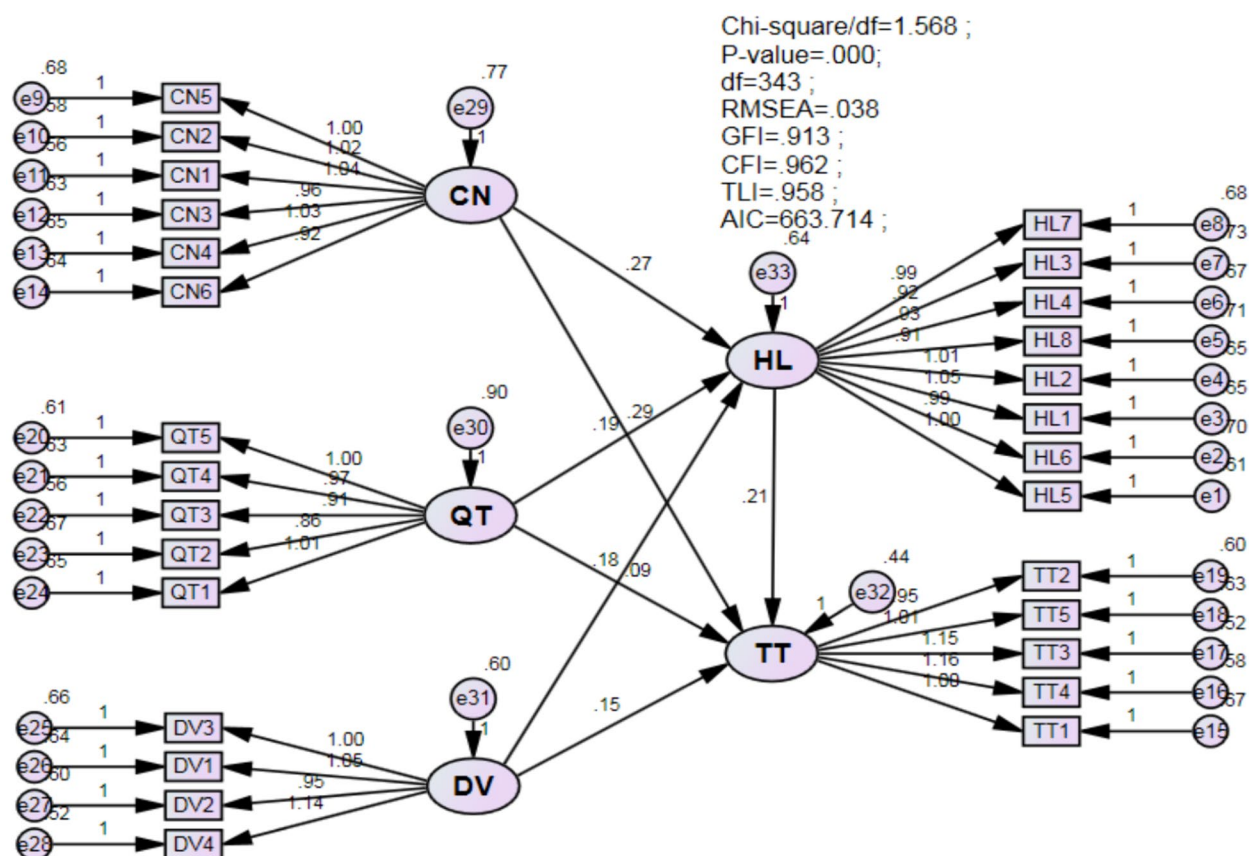 Chi-square/df=1.568 ;
P-value=.000;
df=343 ;
RMSEA=.038
GFI=.913 ;
CFI=.962 ;
TLI=.958 ;
AIC=663.714 ;
.68
e9 1 CN5
.58
e10 1 CN2
.56
e11 1 CN1
.63
e12 1 CN3
.65
e13 1 CN4
.64
e14 1 CN6
1.00
1.02
1.04
.96
1.03
.92
.77
e29
1
CN
.27
.19
.61
e20 1 QT5
.63
e21 1 QT4
.56
e22 1 QT3
.67
e23 1 QT2
.65
e24 1 QT1
1.00
.97
.91
.86
1.01
.90
e30
1
QT
.29
.18
.66
e25 1 DV3
.64
e26 1 DV1
.60
e27 1 DV2
.52
e28 1 DV4
1.00
1.05
.95
1.14
.60
e31
1
DV
.09
.15
.64
e33
1
HL
.21
.99
.92
.93
.91
1.01
1.05
.99
1.00
.68
HL7 1 e8
.73
HL3 1 e7
.67
HL4 1 e6
.71
HL8 1 e5
.65
HL2 1 e4
.65
HL1 1 e3
.70
HL6 1 e2
.61
HL5 1 e1
.44
e32
1
TT
.95
1.01
1.15
1.16
1.00
.60
TT2 1 e19
.63
TT5 1 e18
.52
TT3 1 e17
.58
TT4 1 e16
.67
TT1 1 e15